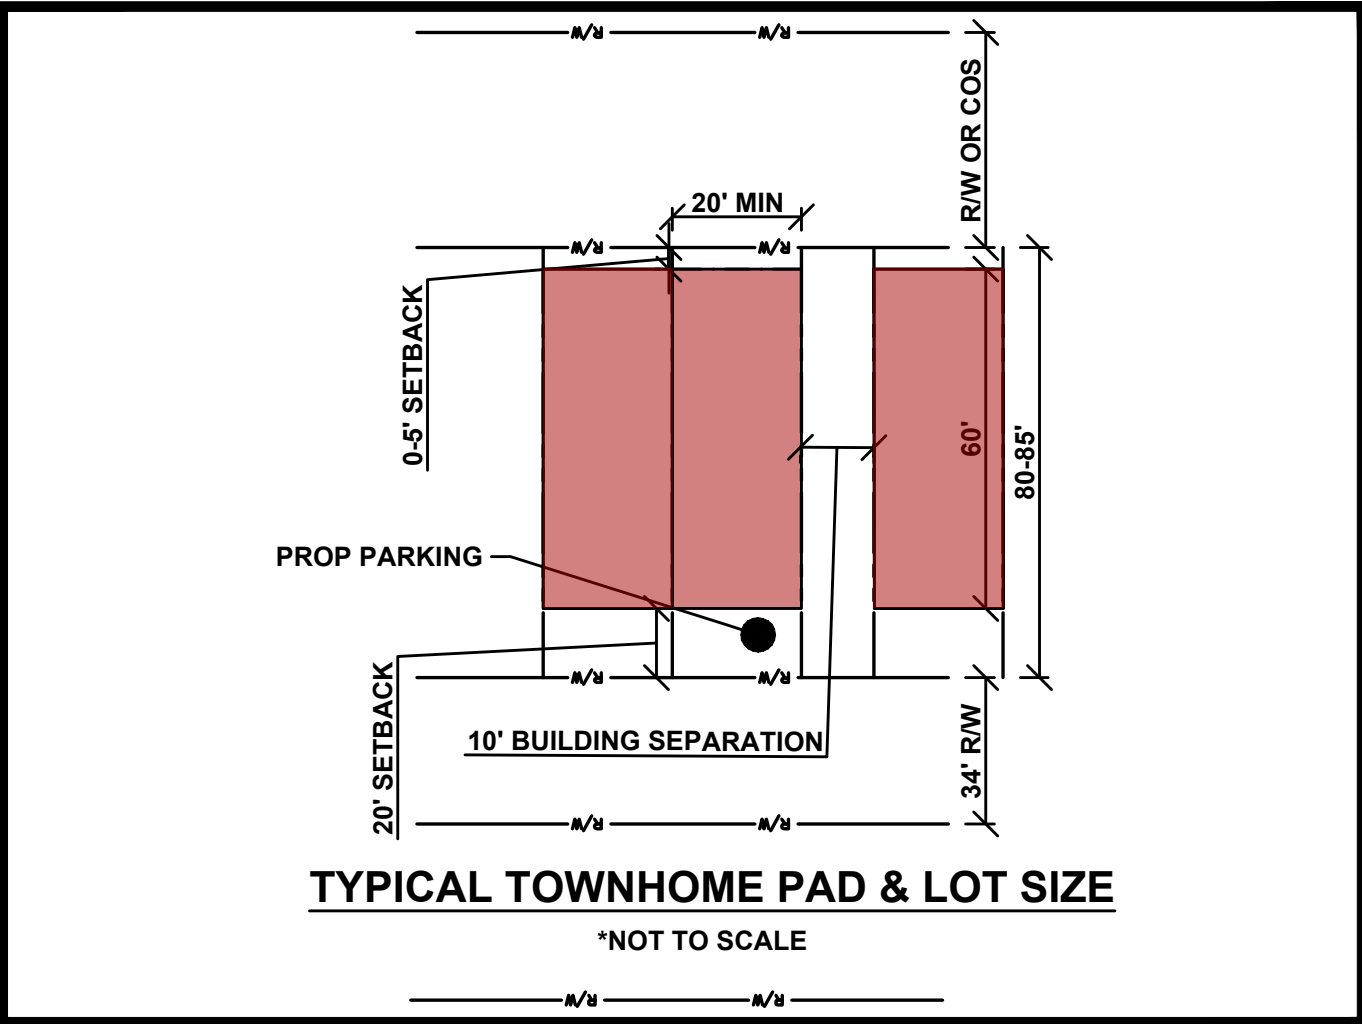 R/W R/W
R/W OR COS
20' MIN
R/W R/W
0-5' SETBACK
60'
80-85'
PROP PARKING
R/W R/W
20' SETBACK
10' BUILDING SEPARATION
34' R/W
R/W R/W
TYPICAL TOWNHOME PAD & LOT SIZE
*NOT TO SCALE
R/W R/W